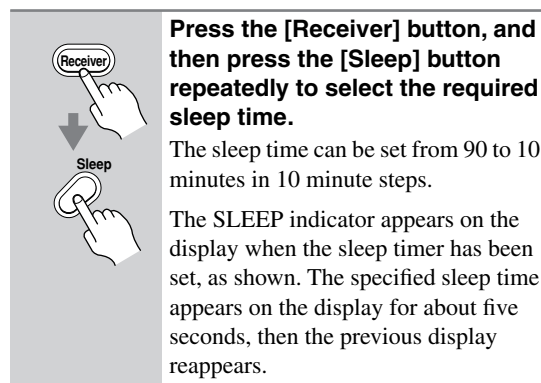 Receiver
Sleep
Press the [Receiver] button, and
then press the [Sleep] button
repeatedly to select the required
sleep time.
The sleep time can be set from 90 to 10
minutes in 10 minute steps.
The SLEEP indicator appears on the
display when the sleep timer has been
set, as shown. The specified sleep time
appears on the display for about five
seconds, then the previous display
reappears.